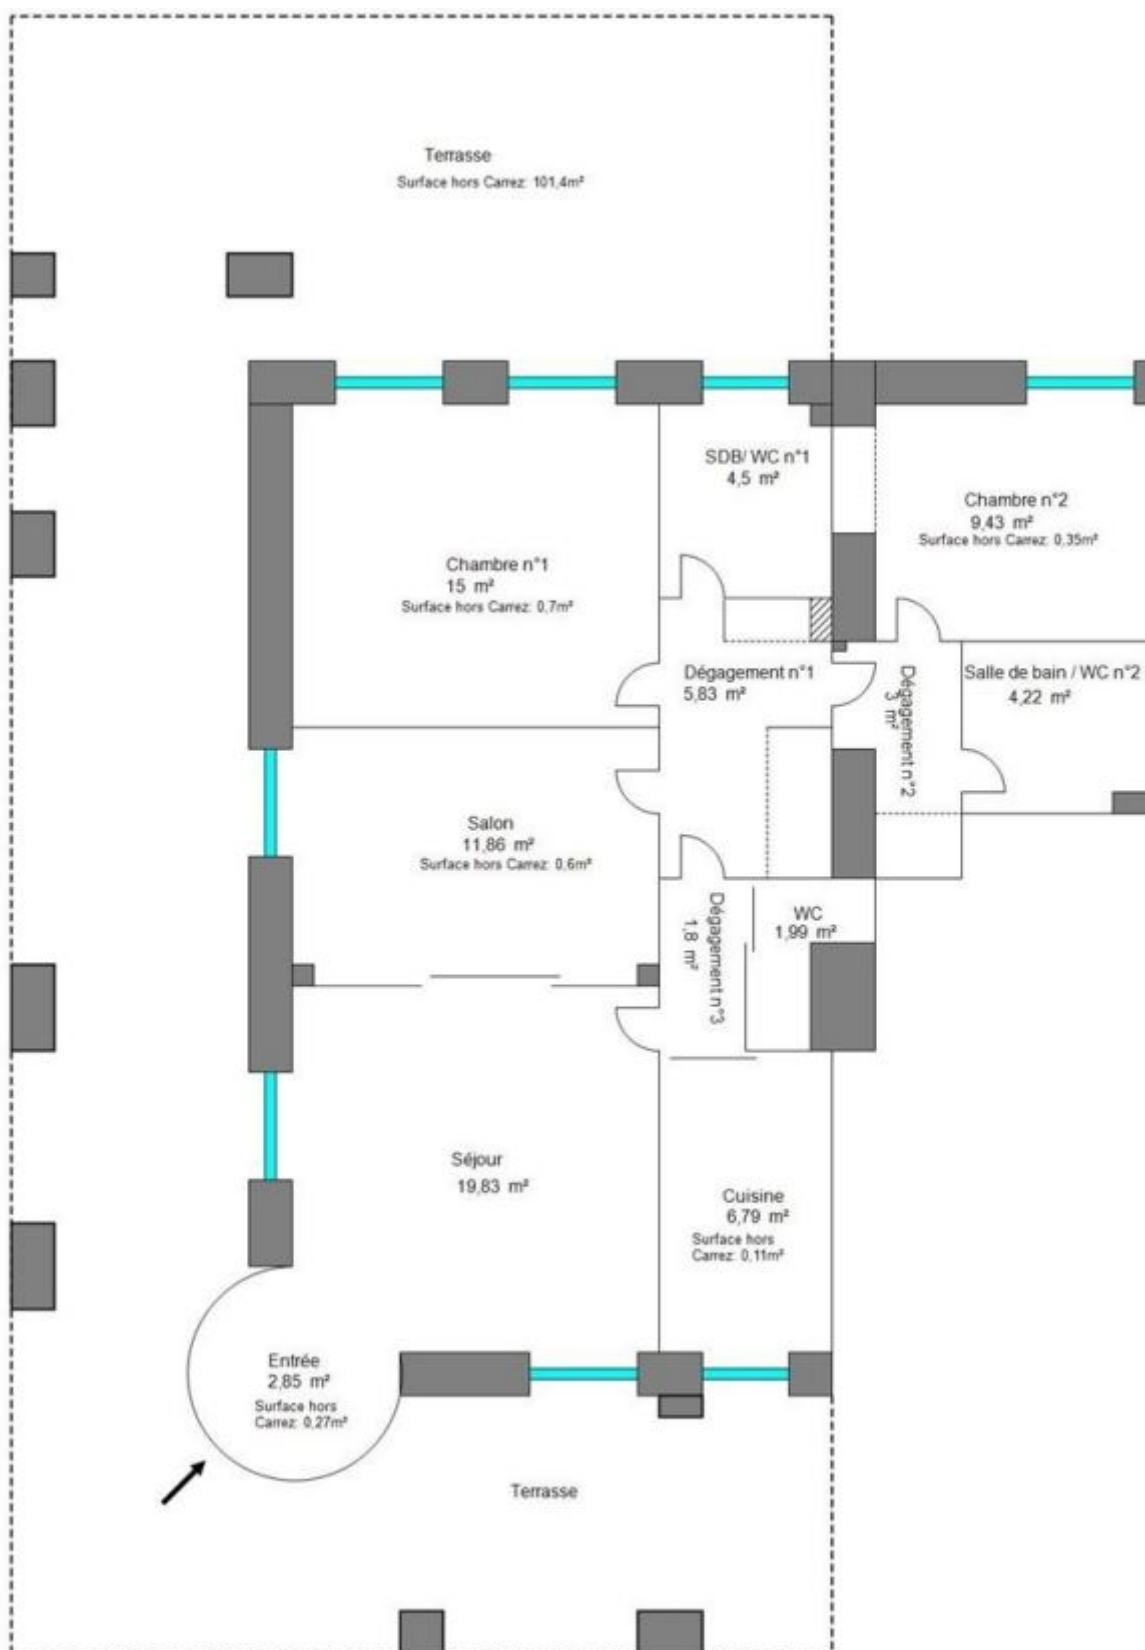 Terrasse
Surface hors Carrez: 101,4m²
SDB/ WC n°1
4,5 m²
Chambre n°2
9,43 m²
Surface hors Carrez: 0,35m²
Chambre n°1
15 m²
Surface hors Carrez: 0,7m²
Dégagement n°1
5,83 m²
Dégagement n°2
3 m²
Salle de bain / WC n°2
4,22 m²
Salon
11,86 m²
Surface hors Carrez: 0,6m²
Dégagement n°3
1,8 m²
WC
1,99 m²
Séjour
19,83 m²
Cuisine
6,79 m²
Surface hors
Carrez: 0,11m²
Entrée
2,85 m²
Surface hors
Carrez: 0,27m²
Terrasse